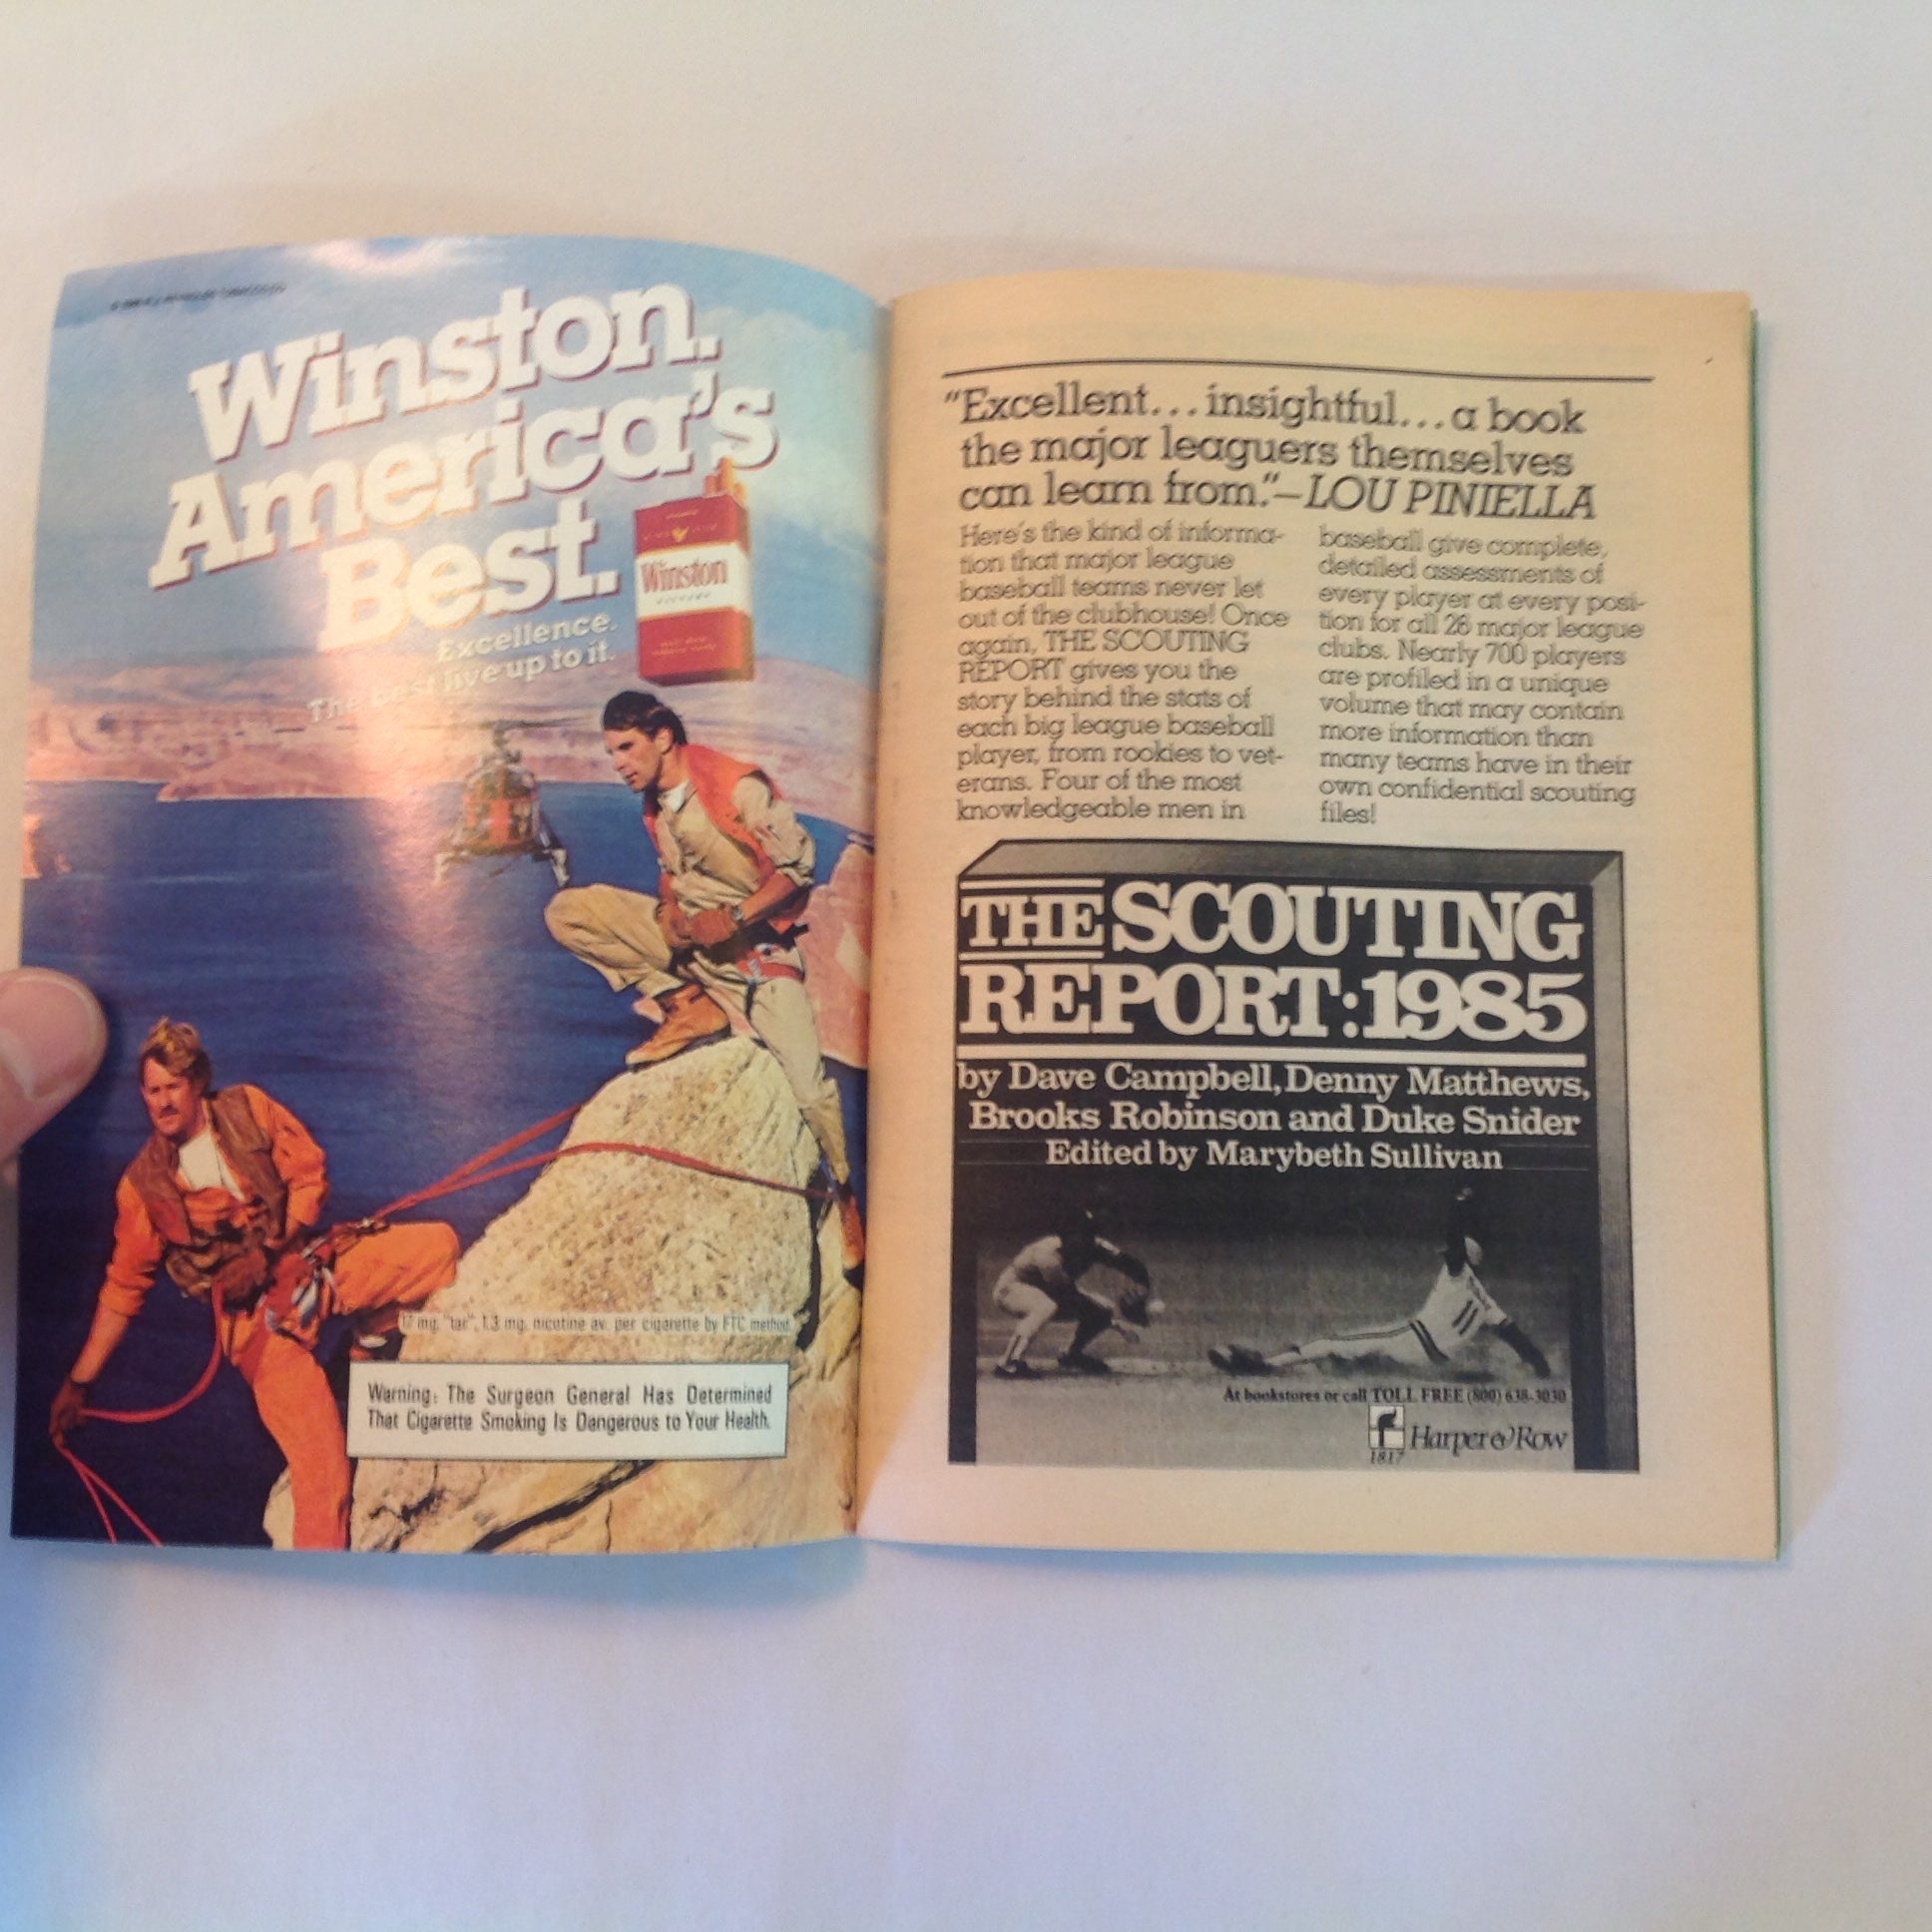 Winston.
America's
Best.
Excellence.
The best live up to it.
Winston
17 mg. "tar", 1.3 mg. nicotine av. per cigarette by FTC method.
Warning: The Surgeon General Has Determined
That Cigarette Smoking Is Dangerous to Your Health.
"Excellent...insightful...a book
the major leaguers themselves
can learn from."—LOU PINIELLA
Here's the kind of informa-
tion that major league
baseball teams never let
out of the clubhouse! Once
again, THE SCOUTING
REPORT gives you the
story behind the stats of
each big league baseball
player, from rookies to vet-
erans. Four of the most
knowledgeable men in
baseball give complete,
detailed assessments of
every player at every posi-
tion for all 26 major league
clubs. Nearly 700 players
are profiled in a unique
volume that may contain
more information than
many teams have in their
own confidential scouting
files!
THE SCOUTING
REPORT:1985
by Dave Campbell, Denny Matthews,
Brooks Robinson and Duke Snider
Edited by Marybeth Sullivan
11
At bookstores or call TOLL FREE (800) 638-3030
Harper & Row
1817